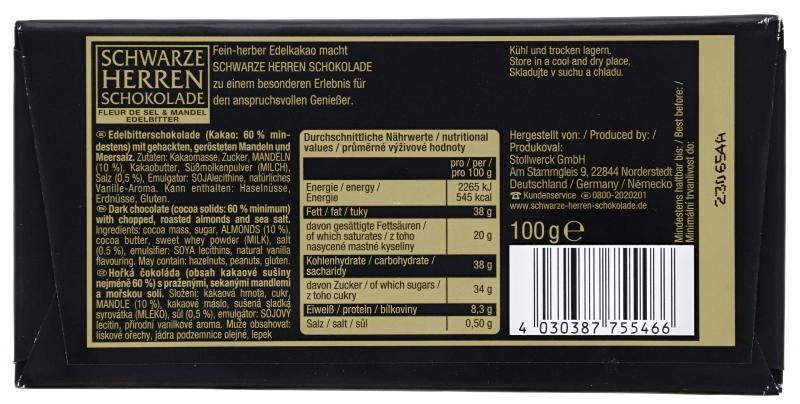 SCHWARZE
HERREN
SCHOKOLADE
FLEUR DE SEL & MANDEL
EDELBITTER
Fein-herber Edelkakao macht
SCHWARZE HERREN SCHOKOLADE
zu einem besonderen Erlebnis für
den anspruchsvollen Genießer.
Edelbitterschokolade (Kakao: 60 % min-
destens) mit gehackten, gerösteten Mandeln und
Meersalz. Zutaten: Kakaomasse, Zucker, MANDELN
(10 %), Kakaobutter, Süßmolkenpulver (MILCH),
Salz (0,5 %), Emulgator: SOJAlecithine, natürliches
Vanille-Aroma. Kann enthalten: Haselnüsse,
Erdnüsse, Gluten.
Dark chocolate (cocoa solids: 60 % minimum)
with chopped, roasted almonds and sea salt.
Ingredients: cocoa mass, sugar, ALMONDS (10 %),
cocoa butter, sweet whey powder (MILK), salt
(0.5 %), emulsifier: SOYA lecithins, natural vanilla
flavouring. May contain: hazelnuts, peanuts, gluten.
Hořká čokoláda (obsah kakaové sušiny
nejméně 60 %) s praženými, sekanými mandlemi
a mořskou solí. Složení: kakaová hmota, cukr,
MANDLE (10 %), kakaové máslo, sušená sladká
syrovátka (MLÉKO), sůl (0,5 %), emulgátor: SÓJOVÝ
lecitin, přírodní vanilkové aroma. Může obsahovat:
lískové ořechy, jádra podzemnice olejné, lepek
Durchschnittliche Nährwerte / nutritional
values / průměrné výživové hodnoty
pro / per /
pro 100 g
Energie / energy / 2265 kJ
Energie 545 kcal
Fett / fat / tuky 38 g
davon gesättigte Fettsäuren /
of which saturates / z toho 20 g
nasycené mastné kyseliny
Kohlenhydrate / carbohydrate / 38 g
sacharidy
davon Zucker / of which sugars / 34 g
z toho cukry
Eiweiß / protein / bílkoviny 8,3 g
Salz / salt / sůl 0,50 g
Kühl und trocken lagern.
Store in a cool and dry place.
Skladujte v suchu a chladu.
Hergestellt von: / Produced by: /
Produkoval:
Stollwerck GmbH
Am Stammgleis 9, 22844 Norderstedt
Deutschland / Germany / Německo
Kundenservice 0800-2020201
www.schwarze-herren-schokolade.de
100 g e
4 030387 755466
Mindestens haltbar bis: / Best before: /
Minimální trvanlivost do: